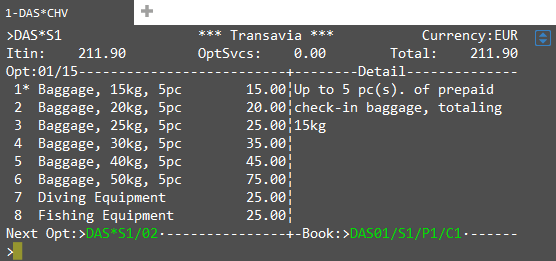 1-DAS*CHV
>DAS*S1 *** Transavia *** Currency:EUR
Itin: 211.90 OptSvcs: 0.00 Total: 211.90
Opt:01/15---------------------------+------Detail--------------
1* Baggage, 15kg, 5pc 15.00¦Up to 5 pc(s). of prepaid
2 Baggage, 20kg, 5pc 20.00¦check-in baggage, totaling
3 Baggage, 25kg, 5pc 25.00¦15kg
4 Baggage, 30kg, 5pc 35.00¦
5 Baggage, 40kg, 5pc 45.00¦
6 Baggage, 50kg, 5pc 75.00¦
7 Diving Equipment 25.00¦
8 Fishing Equipment 25.00¦
Next Opt:>DAS*S1/02·----------------+-Book:>DAS01/S1/P1/C1·-------
>